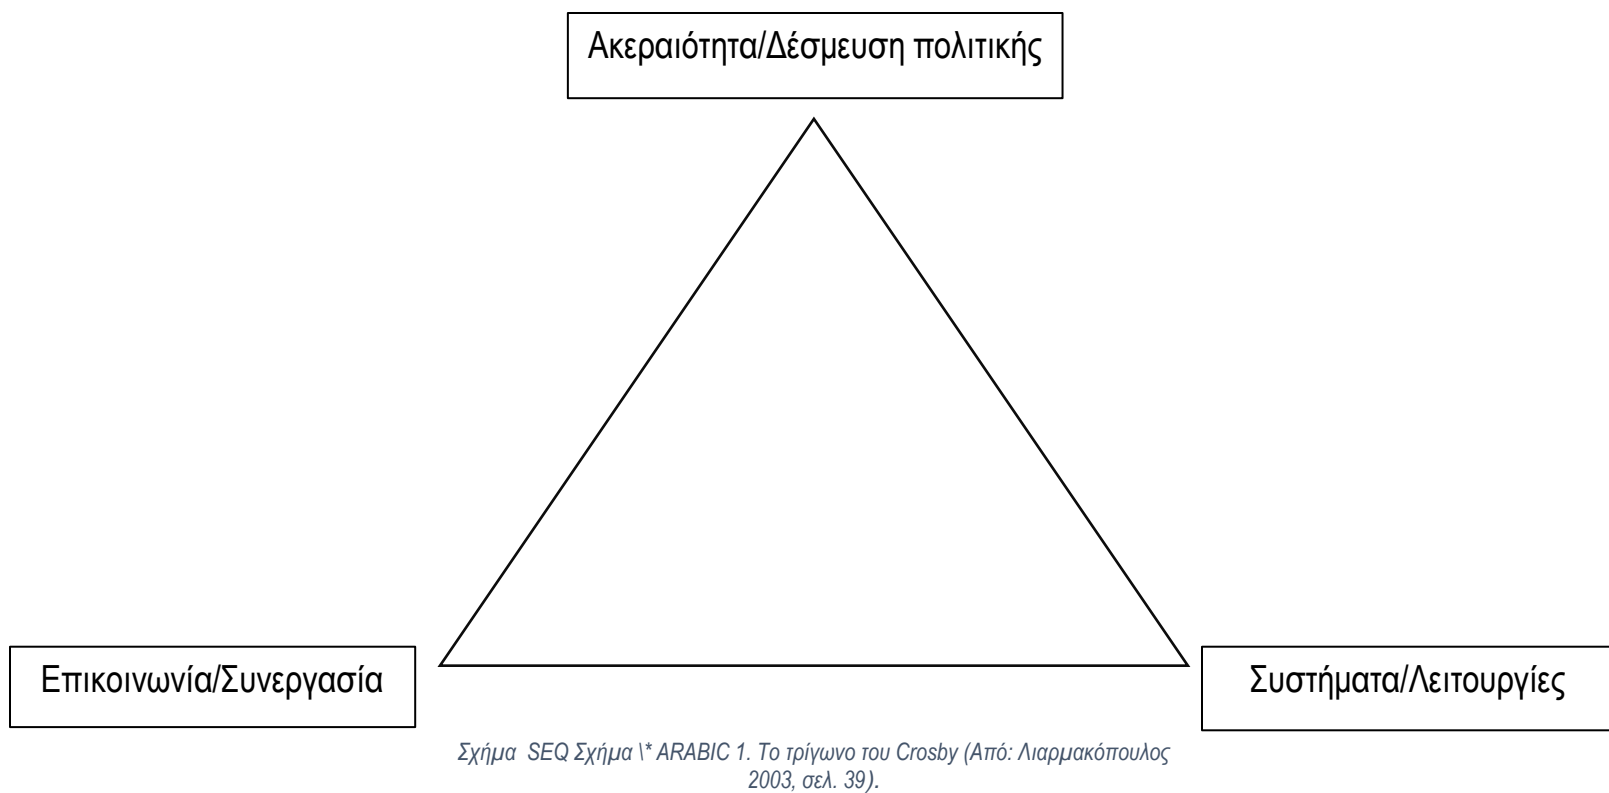 Ακεραιότητα/Δέσμευση πολιτικής
Επικοινωνία/Συνεργασία
Συστήματα/Λειτουργίες
Σχήμα SEQ Σχήμα \* ARABIC 1. Το τρίγωνο του Crosby (Από: Λιαρμακόπουλος
2003, σελ. 39).